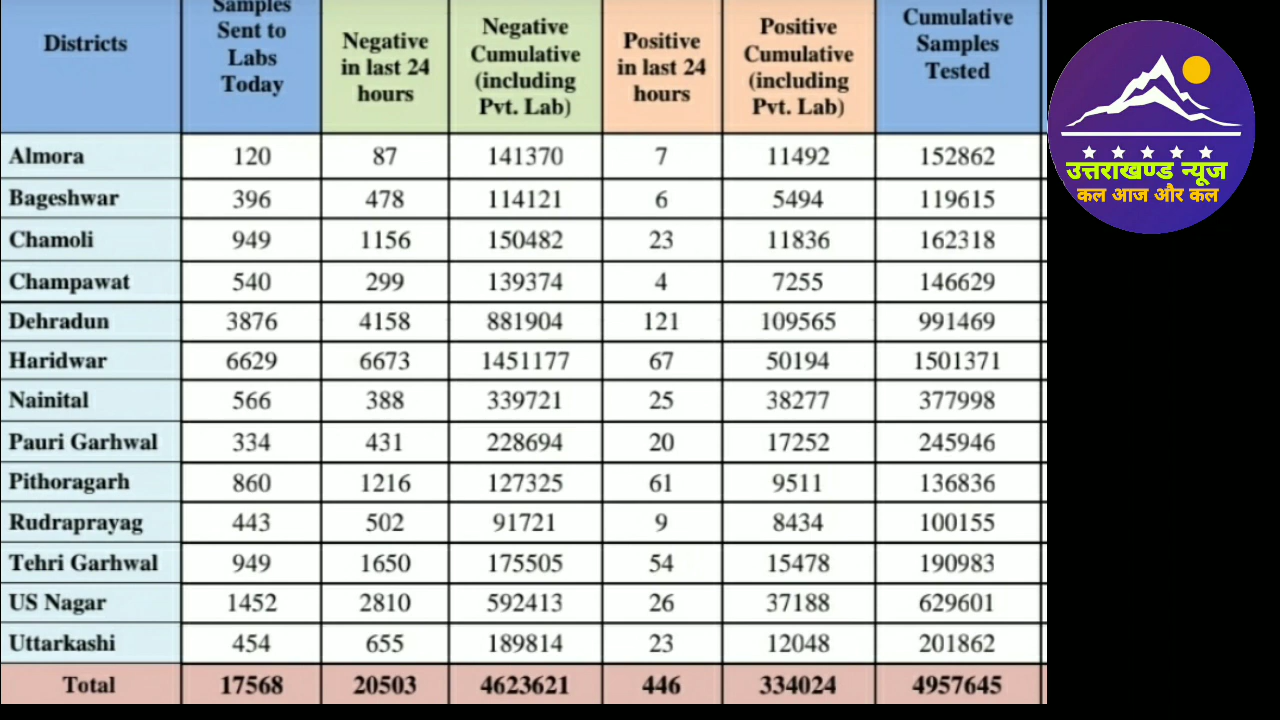 Districts
Samples
Sent to
Labs
Today
Negative
in last 24
hours
Negative
Cumulative
(including
Pvt. Lab)
Positive
in last 24
hours
Positive
Cumulative
(including
Pvt. Lab)
Cumulative
Samples
Tested
Almora 120 87 141370 7 11492 152862
Bageshwar 396 478 114121 6 5494 119615
Chamoli 949 1156 150482 23 11836 162318
Champawat 540 299 139374 4 7255 146629
Dehradun 3876 4158 881904 121 109565 991469
Haridwar 6629 6673 1451177 67 50194 1501371
Nainital 566 388 339721 25 38277 377998
Pauri Garhwal 334 431 228694 20 17252 245946
Pithoragarh 860 1216 127325 61 9511 136836
Rudraprayag 443 502 91721 9 8434 100155
Tehri Garhwal 949 1650 175505 54 15478 190983
US Nagar 1452 2810 592413 26 37188 629601
Uttarkashi 454 655 189814 23 12048 201862
Total 17568 20503 4623621 446 334024 4957645
उत्तराखण्ड न्यूज
कल आज और कल